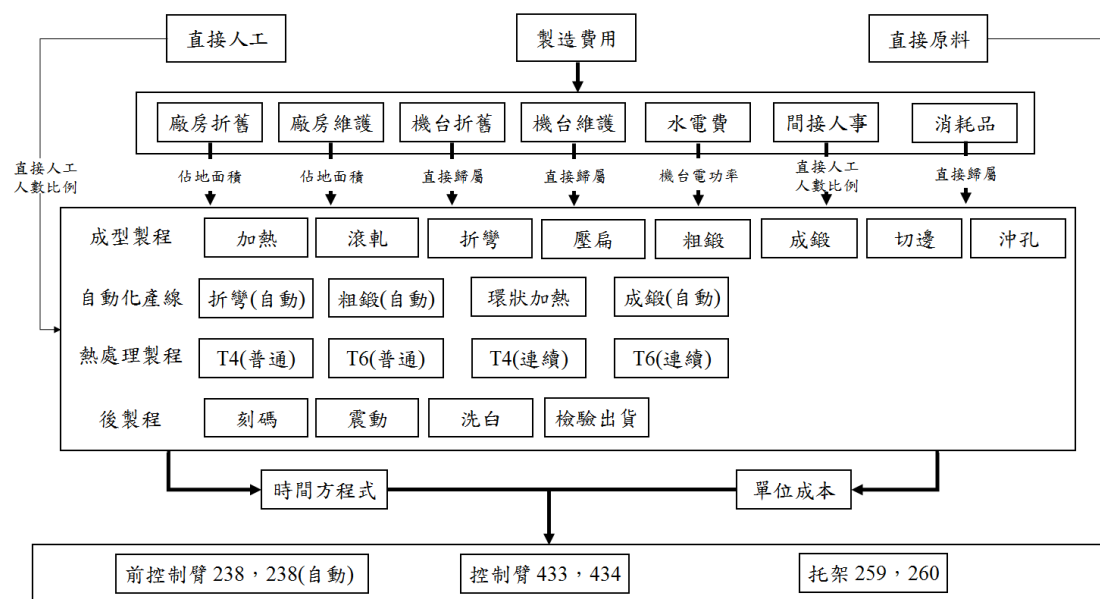 直接人工
製造費用
直接原料
廠房折舊
廠房維護
機台折舊
機台維護
水電費
間接人事
消耗品
直接人工
人數比例
佔地面積
佔地面積
直接歸屬
直接歸屬
機台電功率
直接人工
人數比例
直接歸屬
成型製程
加熱
滾軋
折彎
壓扁
粗鍛
成鍛
切邊
沖孔
自動化產線
折彎(自動)
粗鍛(自動)
環狀加熱
成鍛(自動)
熱處理製程
T4(普通)
T6(普通)
T4(連續)
T6(連續)
後製程
刻碼
震動
洗白
檢驗出貨
時間方程式
單位成本
前控制臂 238，238(自動)
控制臂 433，434
托架 259，260